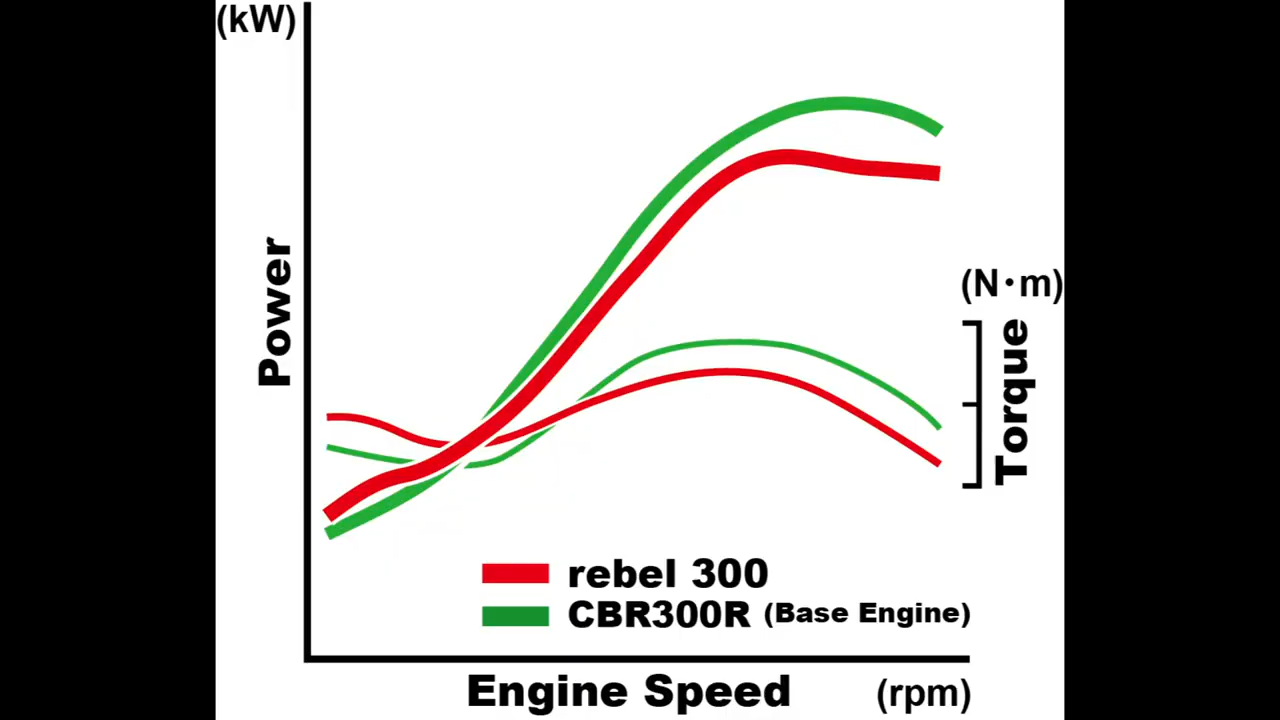 (kW)
Power
(N·m)
Torque
rebel 300
CBR300R (Base Engine)
Engine Speed (rpm)